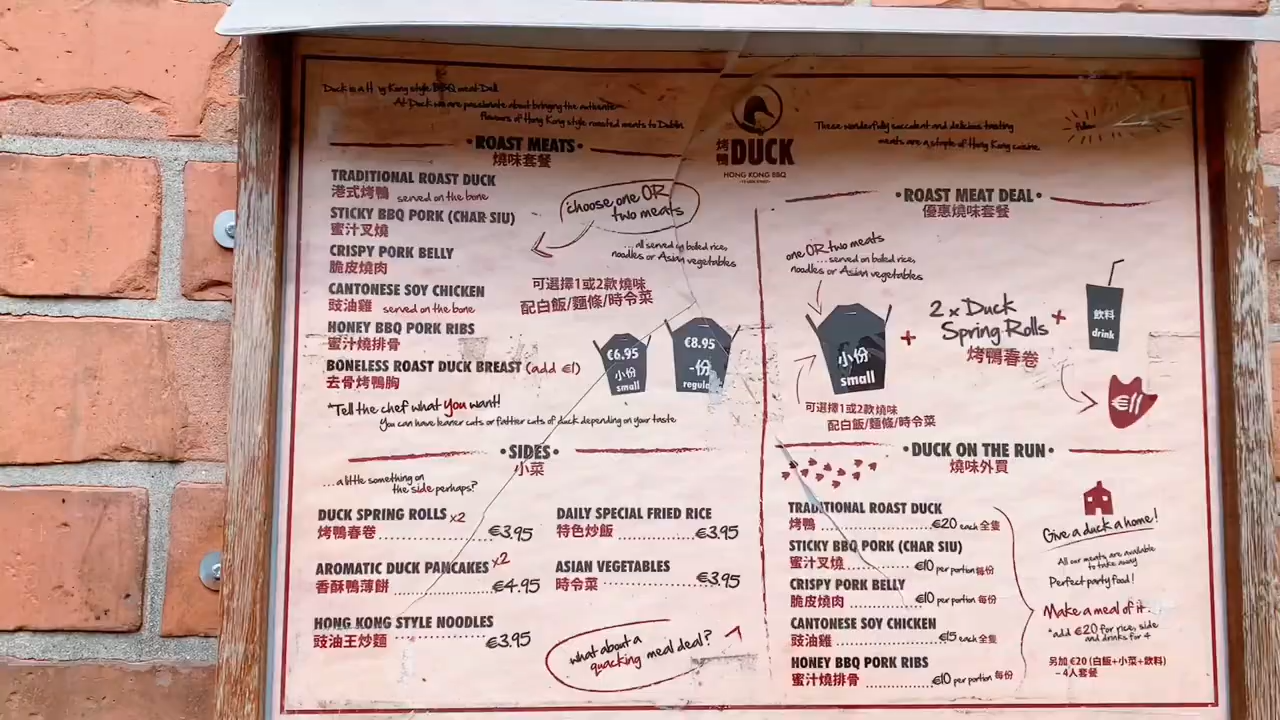 Duck is a H g Kong style BBQ meat Deli
At Duck we are passionate about bringing the authentic
flavours of Hong Kong style roasted meats to Dublin
烤鴨 DUCK
HONG KONG BBQ
These wonderfully succulent and delicious tasting
meats are a staple of Hong Kong cuisine.
•ROAST MEATS•
燒味套餐
TRADITIONAL ROAST DUCK
港式烤鴨 served on the bone
STICKY BBQ PORK (CHAR SIU)
蜜汁叉燒
CRISPY PORK BELLY
脆皮燒肉
CANTONESE SOY CHICKEN
豉油雞 served on the bone
HONEY BBQ PORK RIBS
蜜汁燒排骨
BONELESS ROAST DUCK BREAST (add €1)
去骨烤鴨胸
choose one OR
two meats
...all served on boiled rice,
noodles or Asian vegetables
可選擇1或2款燒味
配白飯/麵條/時令菜
€6.95
小份
small
€8.95
-份
regular
"Tell the chef what you want!
You can have leaner cuts or fattier cuts of duck depending on your taste
•SIDES•
小菜
...a little something on
the side perhaps?
DUCK SPRING ROLLS x2
烤鴨春卷 €3.95
AROMATIC DUCK PANCAKES x2
香酥鴨薄餅 €4.95
HONG KONG STYLE NOODLES
豉油王炒麵 €3.95
DAILY SPECIAL FRIED RICE
特色炒飯 €3.95
ASIAN VEGETABLES
時令菜 €3.95
what about a
quacking meal deal?
•ROAST MEAT DEAL•
優惠燒味套餐
one OR two meats
...served on boiled rice,
noodles or Asian vegetables
小份
small
+
2 x Duck
Spring Rolls
烤鴨春卷
+
飲料
drink
€11
可選擇1或2款燒味
配白飯/麵條/時令菜
•DUCK ON THE RUN•
燒味外買
TRADITIONAL ROAST DUCK
烤鴨 €20 each 全隻
STICKY BBQ PORK (CHAR SIU)
蜜汁叉燒 €10 per portion 每份
CRISPY PORK BELLY
脆皮燒肉 €10 per portion 每份
CANTONESE SOY CHICKEN
豉油雞 €15 each 全隻
HONEY BBQ PORK RIBS
蜜汁燒排骨 €10 per portion 每份
Give a duck a home!
All our meats are available
to take away
Perfect party food!
Make a meal of it.
*add €20 for rice, side
and drinks for 4
另加 €20 (白飯+小菜+飲料)
- 4人套餐